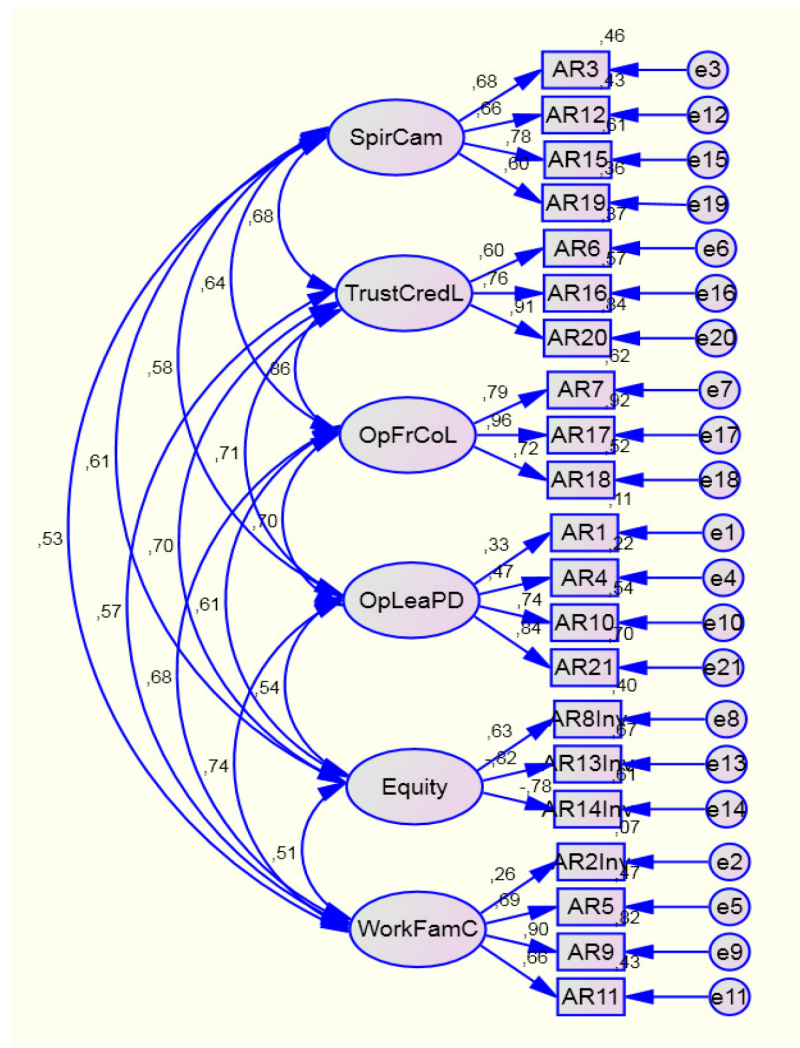 ,46
AR3
e3
,68
,43
AR12
e12
,66
,61
SpirCam
AR15
e15
,78
,36
AR19
e19
,60
,37
,68
AR6
e6
,60
,57
,64
TrustCredL
AR16
e16
,76
,84
AR20
e20
,91
,62
,58
,86
AR7
e7
,79
,92
OpFrCoL
AR17
e17
,96
,52
,71
AR18
e18
,72
,11
,61
,70
AR1
e1
,33
,22
,53
,70
AR4
e4
,47
,54
OpLeaPD
AR10
e10
,74
,70
,57
,61
AR21
e21
,84
,40
,68
,54
AR8Inv
e8
,63
,67
,74
AR13Inv
e13
-,82
,61
Equity
AR14Inv
e14
-,78
,07
,51
AR2Inv
e2
,26
,47
AR5
e5
,69
,82
WorkFamC
AR9
e9
,90
,43
AR11
e11
,66